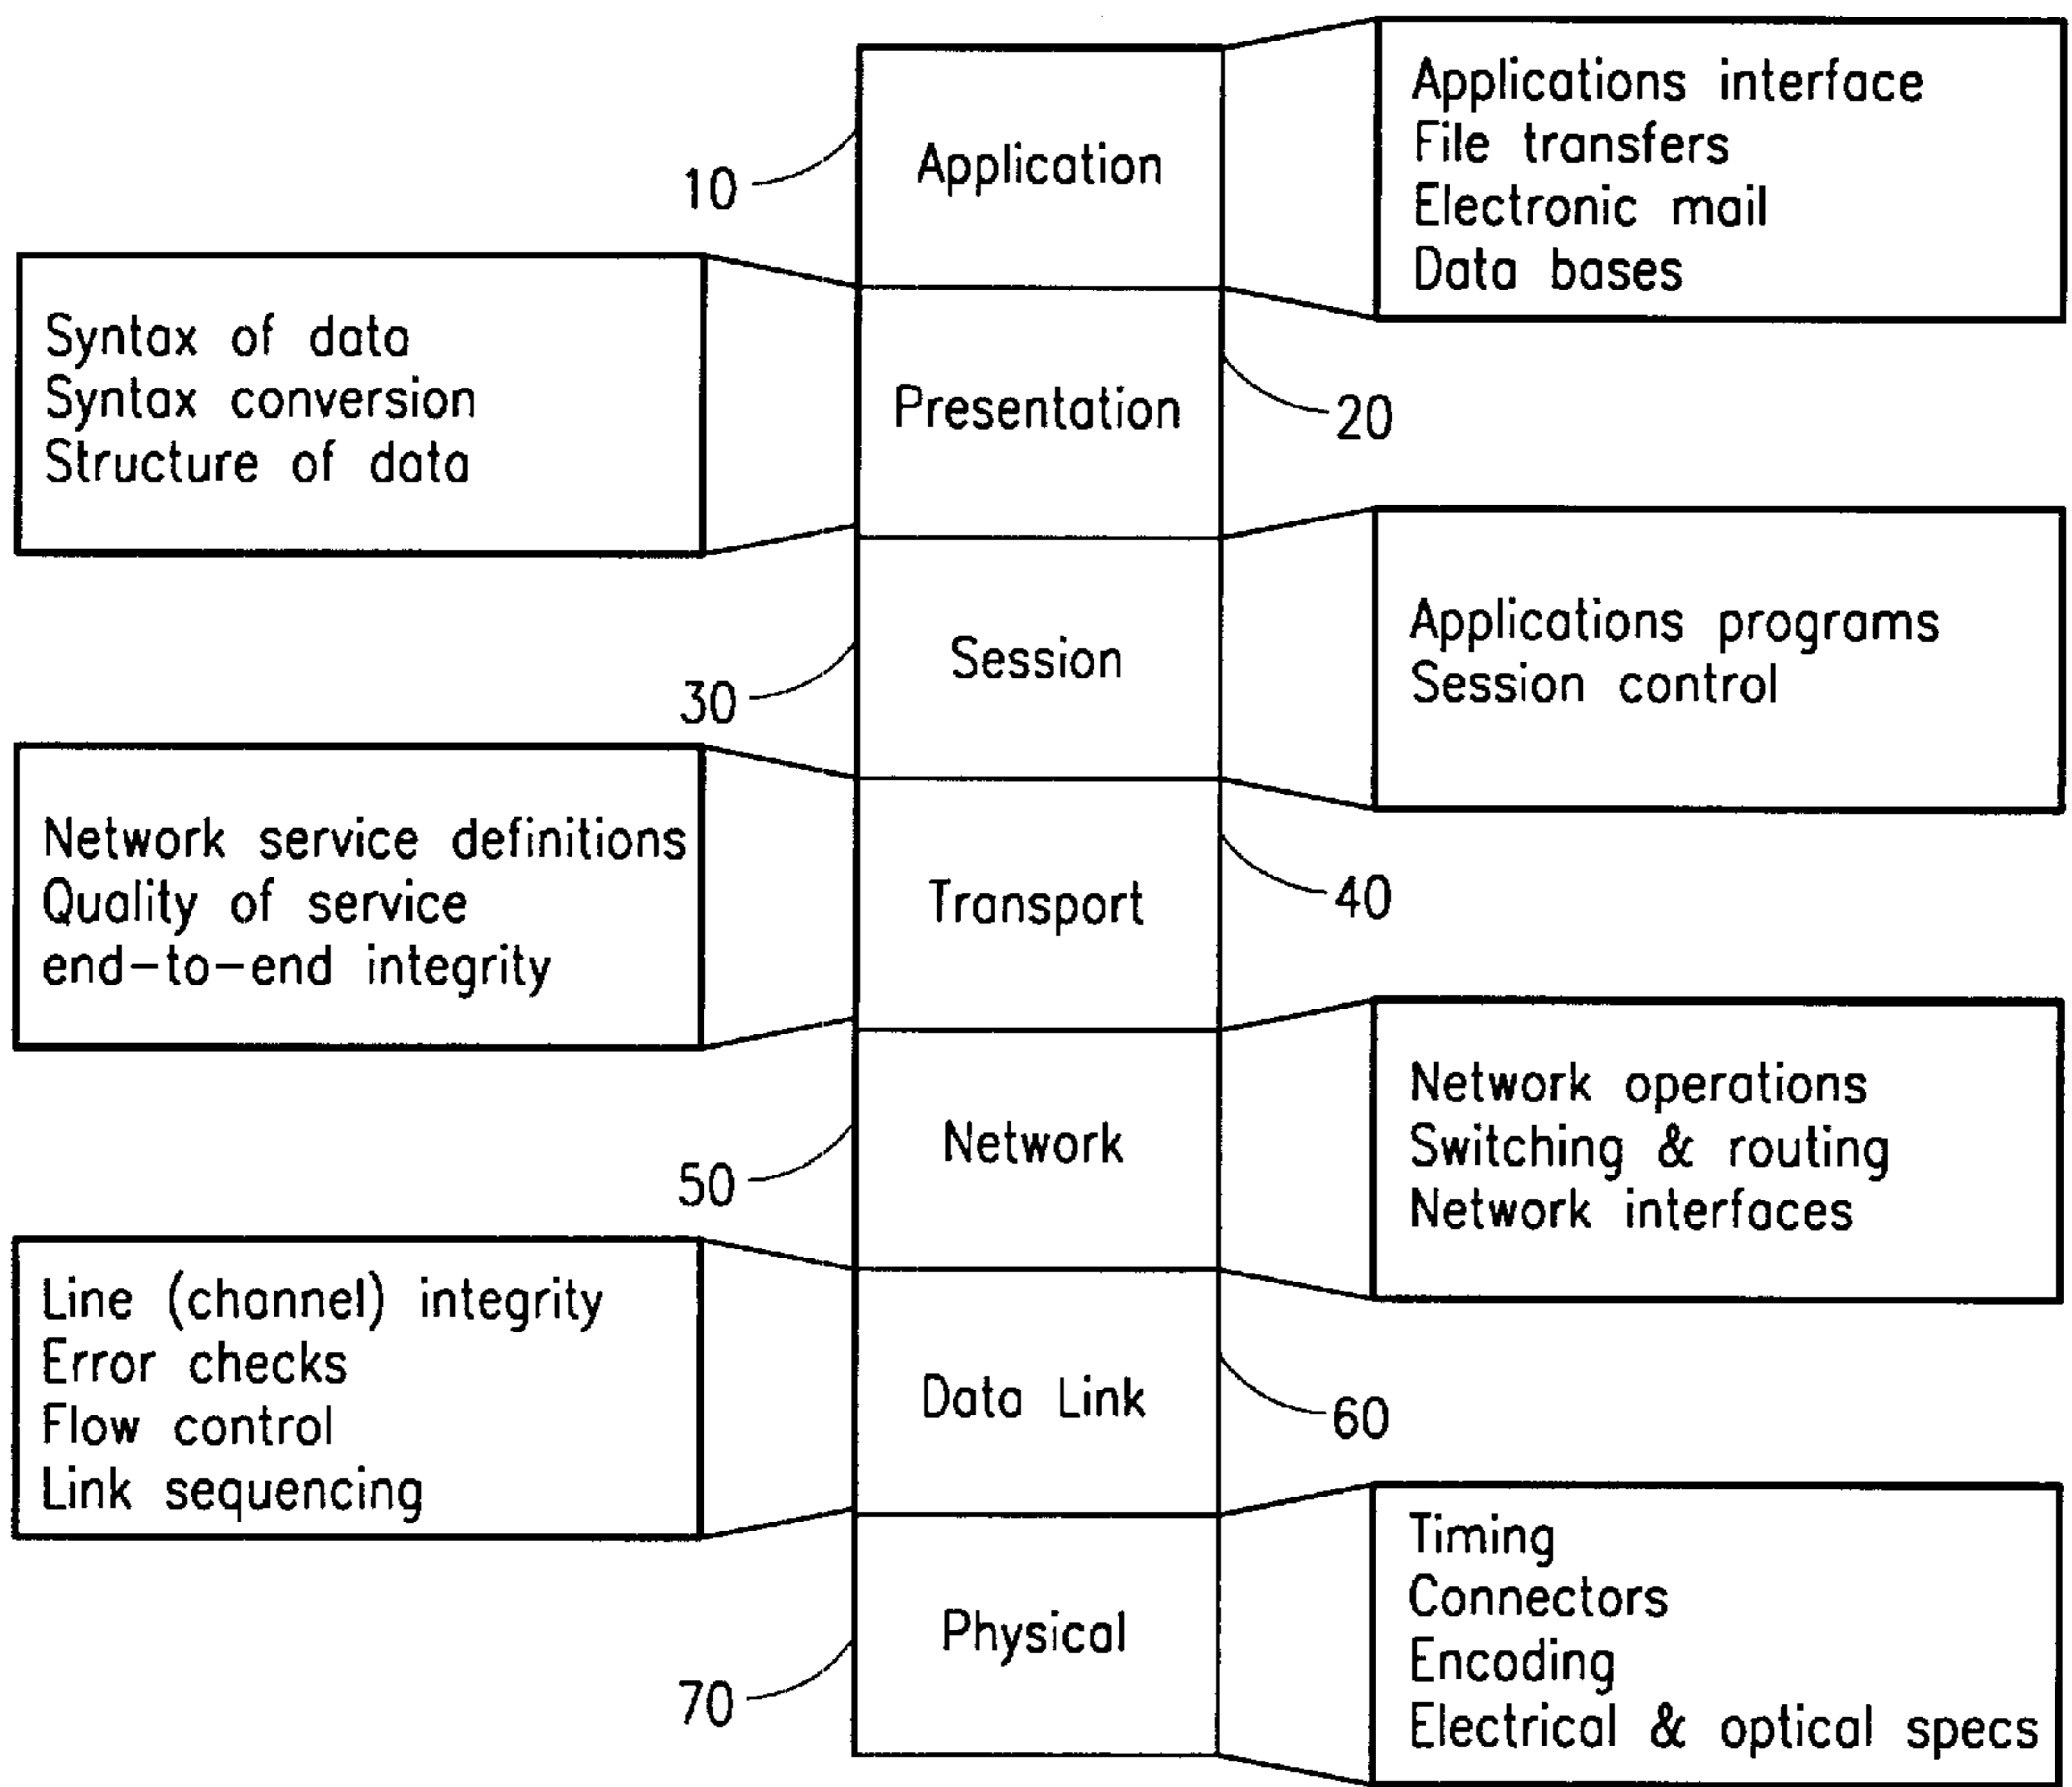 Application
10
Applications interface
File transfers
Electronic mail
Data bases
Syntax of data
Syntax conversion
Structure of data
Presentation
20
Session
30
Applications programs
Session control
Network service definitions
Quality of service
end-to-end integrity
Transport
40
Network
50
Network operations
Switching & routing
Network interfaces
Line (channel) integrity
Error checks
Flow control
Link sequencing
Data Link
60
Physical
70
Timing
Connectors
Encoding
Electrical & optical specs